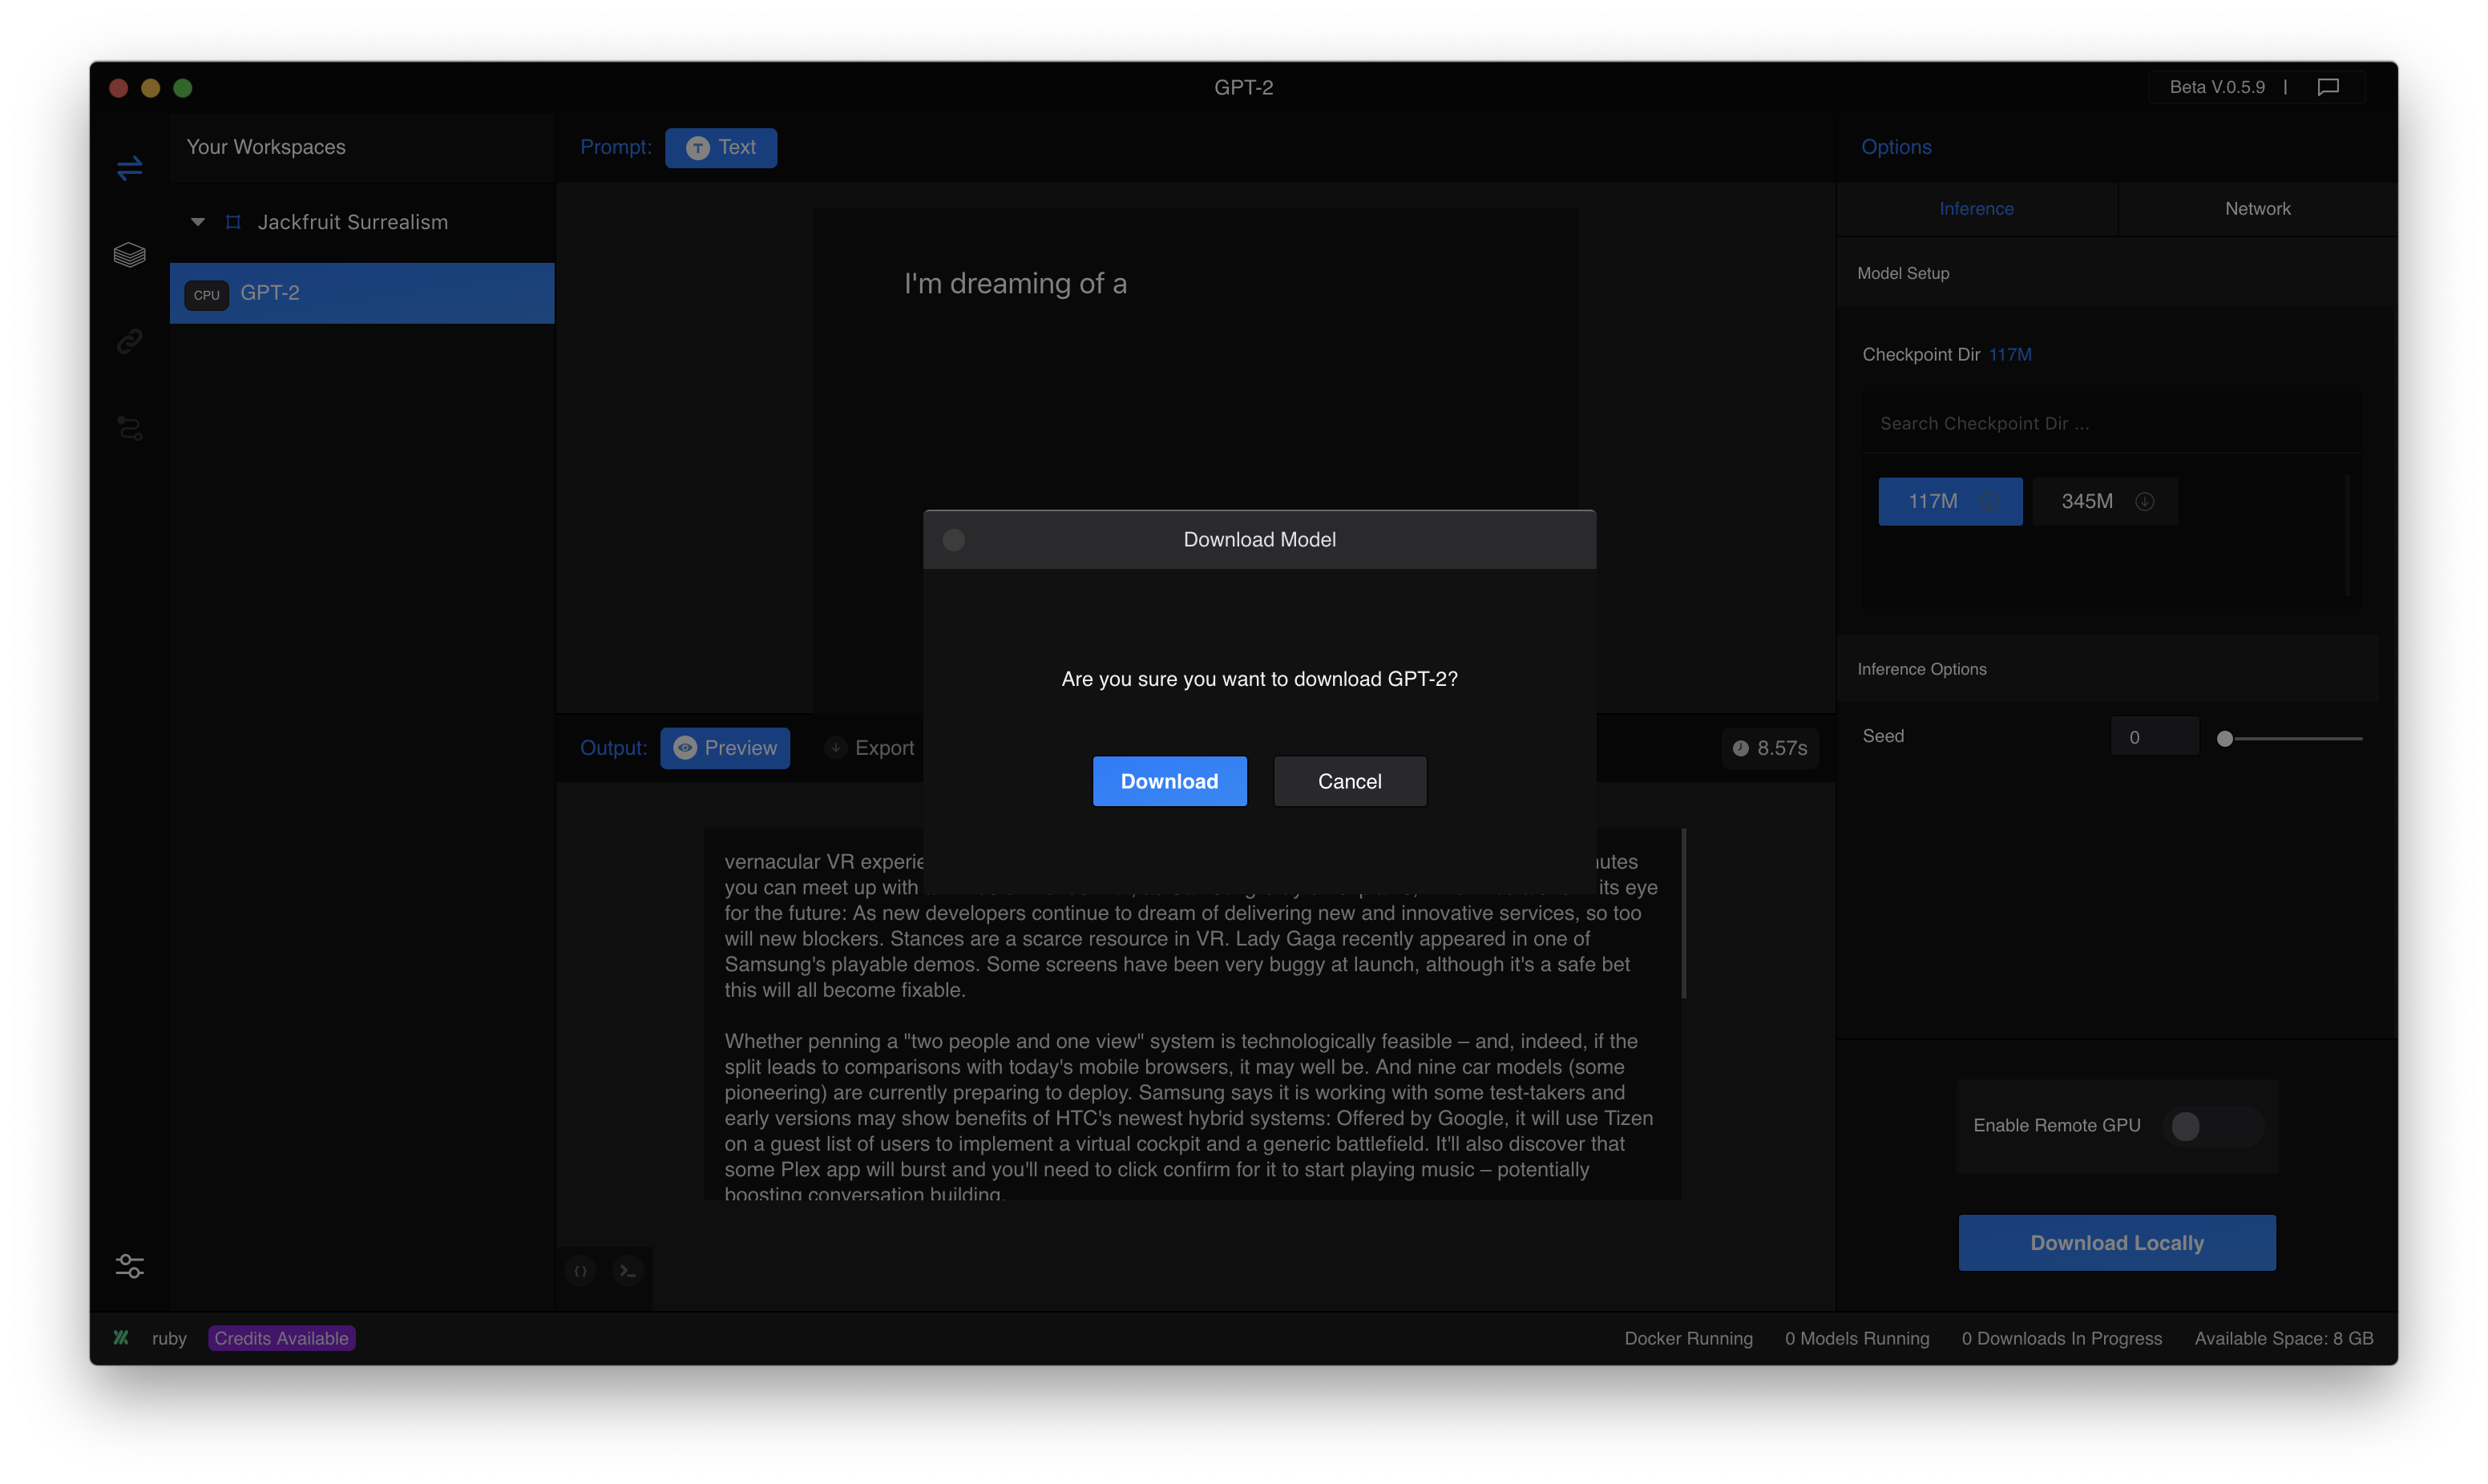 GPT-2
Beta V.0.5.9 |
Your Workspaces
Jackfruit Surrealism
CPU GPT-2
Prompt: T Text
I'm dreaming of a
Options
Inference Network
Model Setup
Checkpoint Dir 117M
Search Checkpoint Dir ...
117M 345M
Inference Options
Seed 0
Download Model
Are you sure you want to download GPT-2?
Download Cancel
Output: Preview Export 8.57s
vernacular VR
you can meet up with its eye
for the future: As new developers continue to dream of delivering new and innovative services, so too
will new blockers. Stances are a scarce resource in VR. Lady Gaga recently appeared in one of
Samsung's playable demos. Some screens have been very buggy at launch, although it's a safe bet
this will all become fixable.
Whether penning a "two people and one view" system is technologically feasible – and, indeed, if the
split leads to comparisons with today's mobile browsers, it may well be. And nine car models (some
pioneering) are currently preparing to deploy. Samsung says it is working with some test-takers and
early versions may show benefits of HTC's newest hybrid systems: Offered by Google, it will use Tizen
on a guest list of users to implement a virtual cockpit and a generic battlefield. It'll also discover that
some Plex app will burst and you'll need to click confirm for it to start playing music – potentially
boosting conversation building.
Enable Remote GPU
Download Locally
ruby Credits Available
Docker Running 0 Models Running 0 Downloads In Progress Available Space: 8 GB